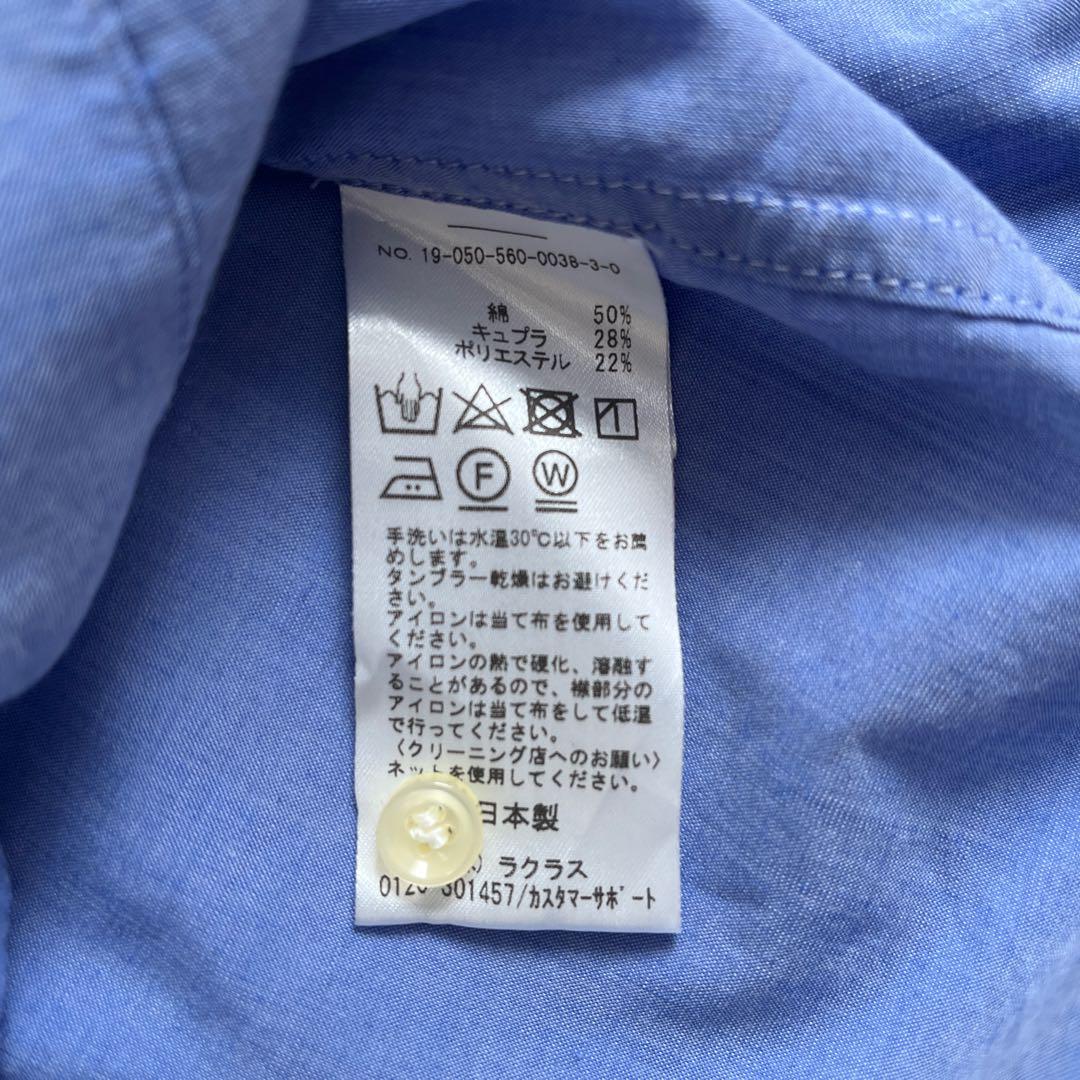 NO. 19-050-560-0038-3-0
綿 50%
キュプラ 28%
ポリエステル 22%
F W
手洗いは水温30℃以下をお薦
めします。
タンブラー乾燥はお避けくだ
さい。
アイロンは当て布を使用して
ください。
アイロンの熱で硬化、溶融す
ることがあるので、襟部分の
アイロンは当て布をして低温
で行ってください。
〈クリーニング店へのお願い〉
ネットを使用してください。
日本製
ラクラス
301457/カスタマーサポート